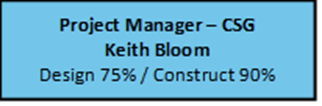 Project Manager – CSG
Keith Bloom
Design 75% / Construct 90%